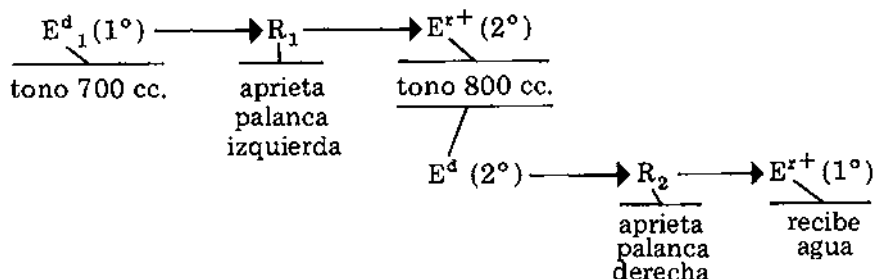 E^d_1 (1°) E^r+ (2°) R_1
tono 700 cc. aprieta palanca izquierda tono 800 cc.
E^d (2°) R_2 E^r+ (1°)
aprieta palanca derecha recibe agua